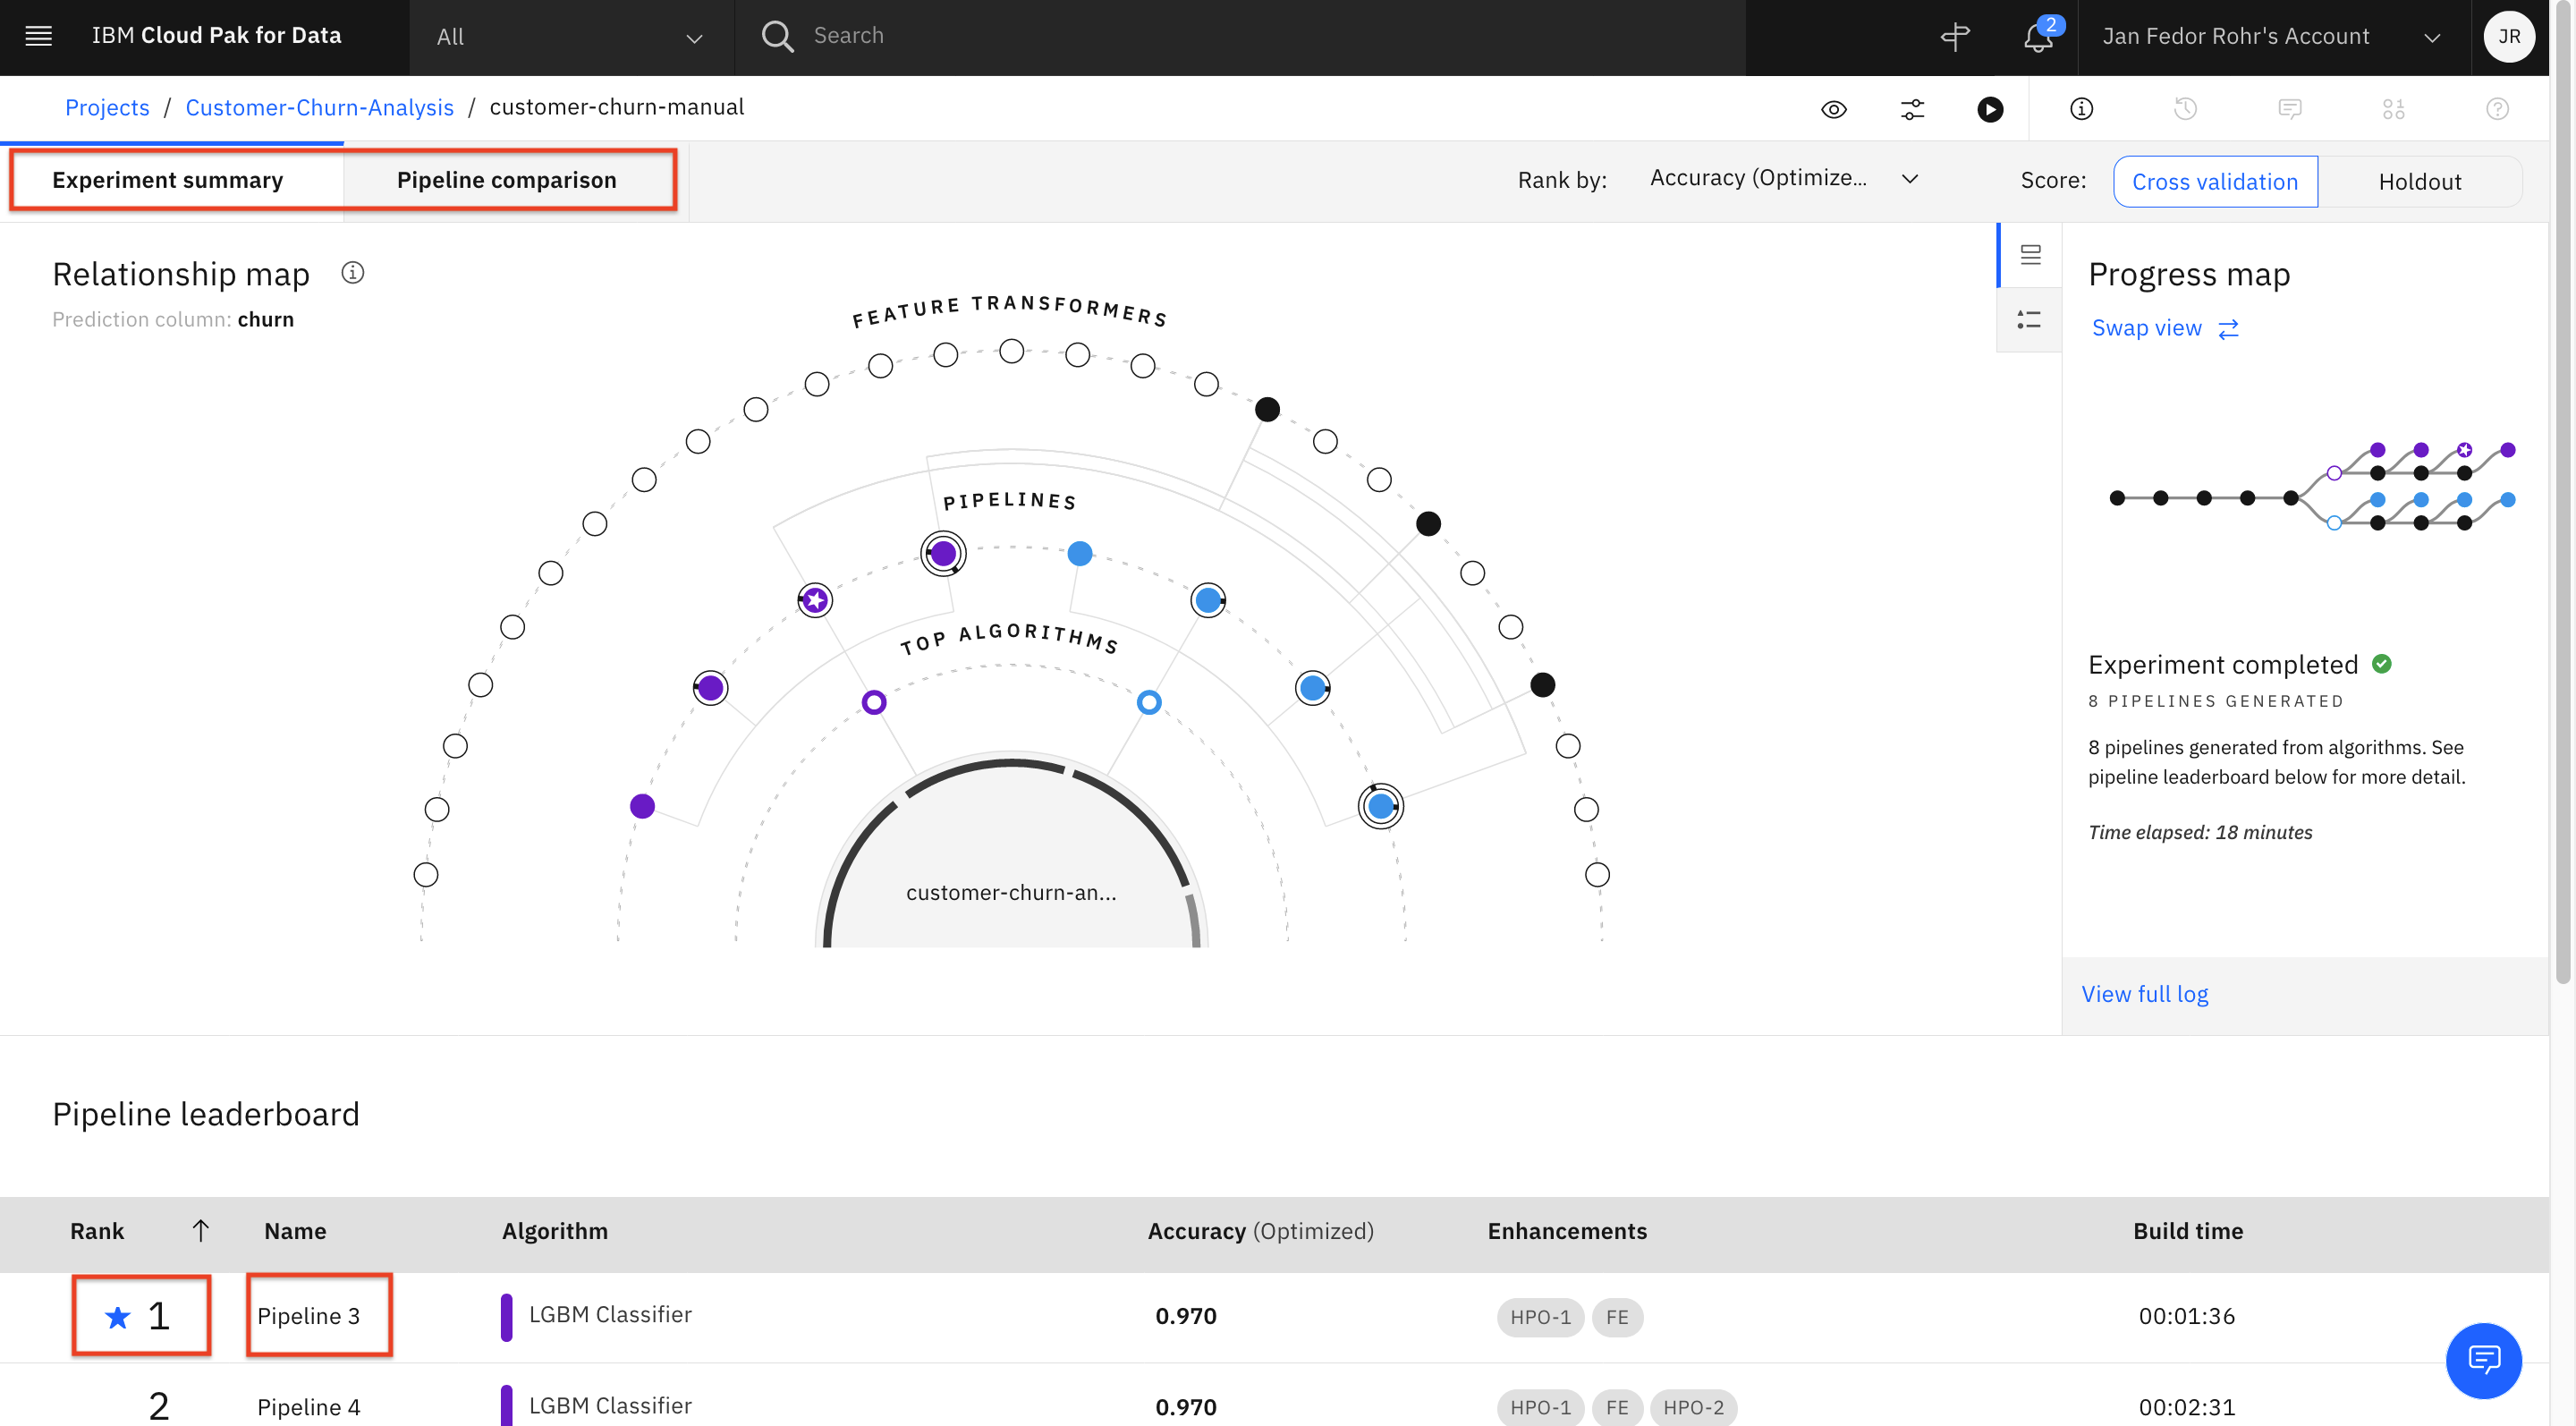 IBM Cloud Pak for Data
All
Search
2
Jan Fedor Rohr's Account
JR
Projects / Customer-Churn-Analysis / customer-churn-manual
Experiment summary
Pipeline comparison
Rank by: Accuracy (Optimize...
Score: Cross validation Holdout
Relationship map
Prediction column: churn
FEATURE TRANSFORMERS
PIPELINES
TOP ALGORITHMS
customer-churn-an...
Progress map
Swap view
Experiment completed
8 PIPELINES GENERATED
8 pipelines generated from algorithms. See
pipeline leaderboard below for more detail.
Time elapsed: 18 minutes
View full log
Pipeline leaderboard
Rank Name Algorithm Accuracy (Optimized) Enhancements Build time
1 Pipeline 3 LGBM Classifier 0.970 HPO-1 FE 00:01:36
2 Pipeline 4 LGBM Classifier 0.970 HPO-1 FE HPO-2 00:02:31